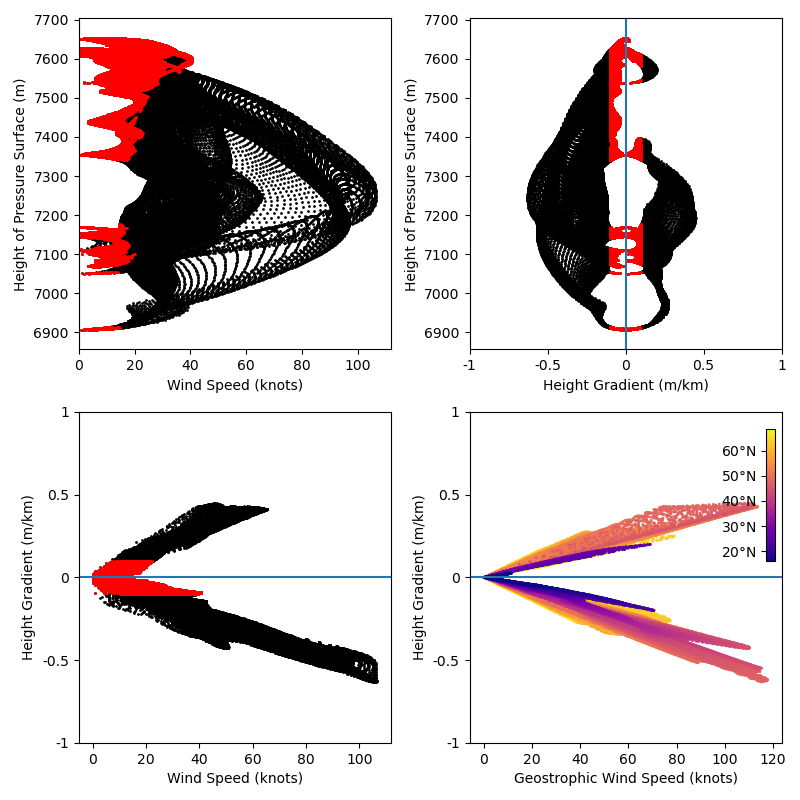 7700
7600
7500
7400
7300
7200
7100
7000
6900
Height of Pressure Surface (m)
0 20 40 60 80 100
Wind Speed (knots)
7700
7600
7500
7400
7300
7200
7100
7000
6900
Height of Pressure Surface (m)
-1 -0.5 0 0.5 1
Height Gradient (m/km)
1
0.5
0
-0.5
-1
Height Gradient (m/km)
0 20 40 60 80 100
Wind Speed (knots)
1
0.5
0
-0.5
-1
Height Gradient (m/km)
0 20 40 60 80 100 120
Geostrophic Wind Speed (knots)
60°N
50°N
40°N
30°N
20°N